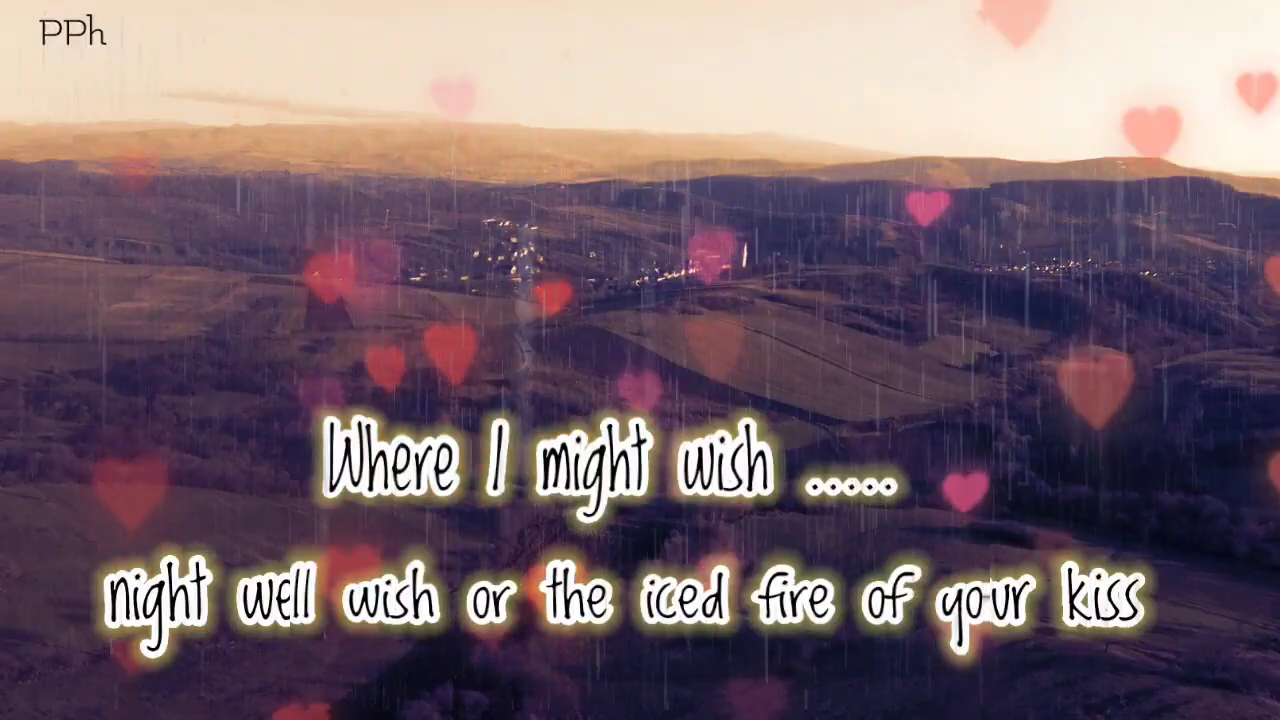 PPh
Where I might wish .....
night well wish or the iced fire of your kiss